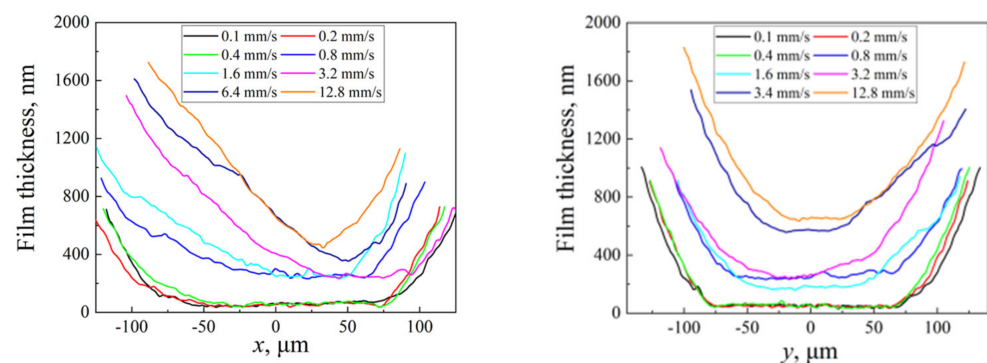 2000
1600
1200
800
400
0
Film thickness, nm
0.1 mm/s 0.2 mm/s
0.4 mm/s 0.8 mm/s
1.6 mm/s 3.2 mm/s
6.4 mm/s 12.8 mm/s
-100 -50 0 50 100
x, μm
2000
1600
1200
800
400
0
Film thickness, nm
0.1 mm/s 0.2 mm/s
0.4 mm/s 0.8 mm/s
1.6 mm/s 3.2 mm/s
3.4 mm/s 12.8 mm/s
-100 -50 0 50 100
y, μm